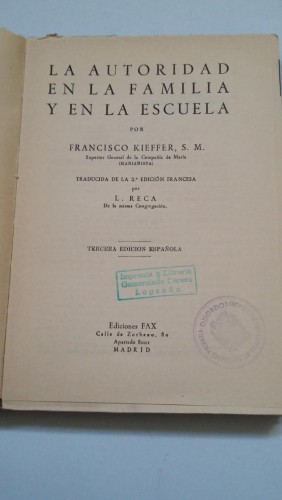 LA AUTORIDAD
EN LA FAMILIA
Y EN LA ESCUELA
POR
FRANCISCO KIEFFER, S. M.
Superior General de la Compañía de María
(MARIANISTA)
TRADUCIDA DE LA 2.ª EDICIÓN FRANCESA
por
L. RECA
De la misma Congregación.
TERCERA EDICION ESPAÑOLA
Imprenta y Librería
Logroño
Ediciones FAX
Calle de Zurbano, 80
Apartado 8001
MADRID